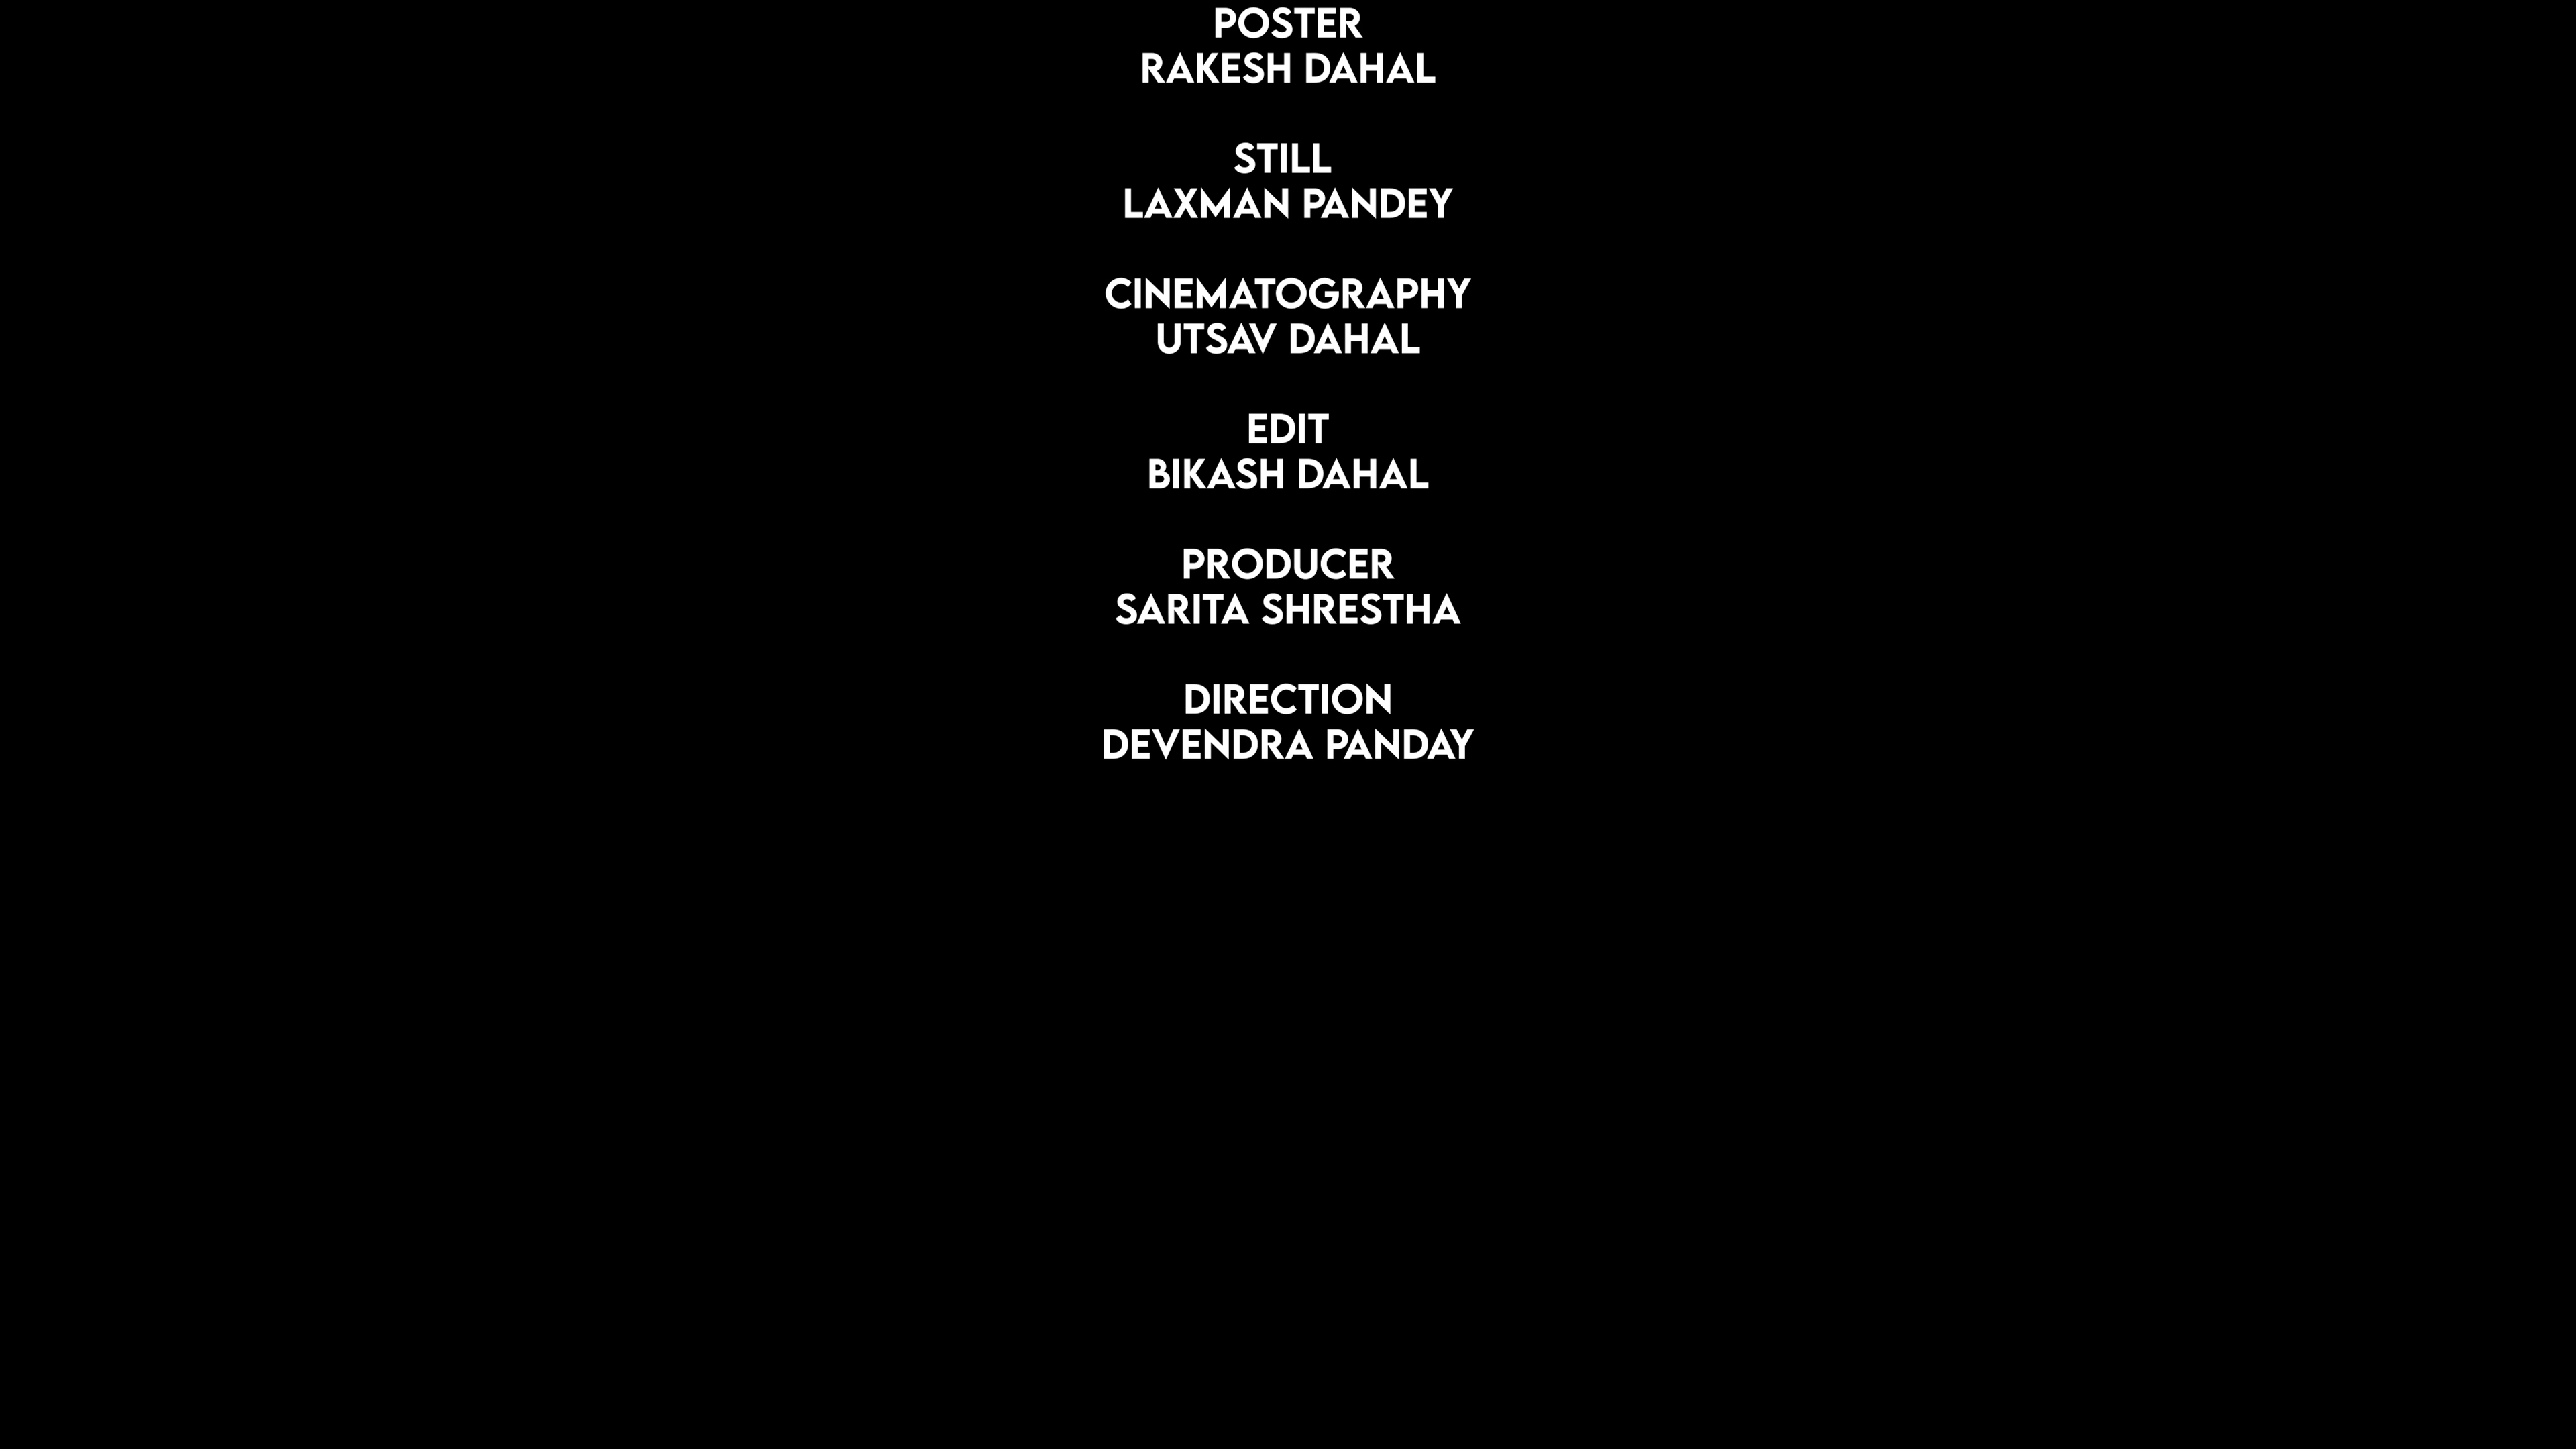 POSTER
RAKESH DAHAL
STILL
LAXMAN PANDEY
CINEMATOGRAPHY
UTSAV DAHAL
EDIT
BIKASH DAHAL
PRODUCER
SARITA SHRESTHA
DIRECTION
DEVENDRA PANDAY